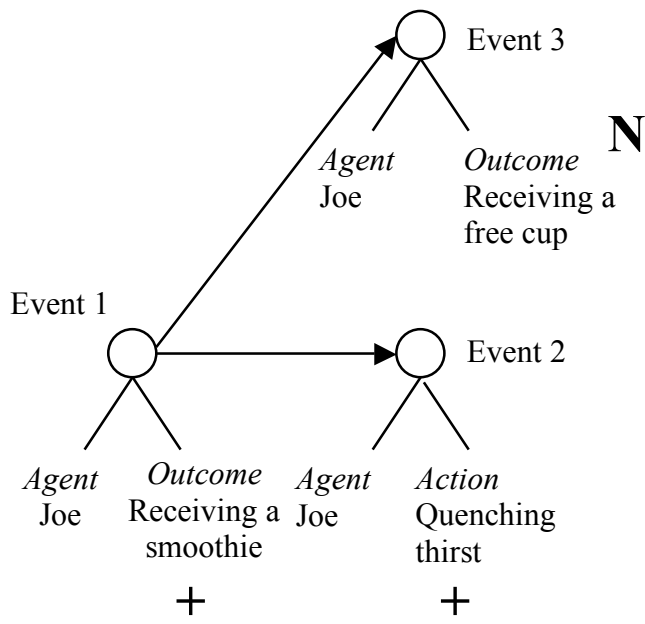 Event 3
N
Agent
Joe
Outcome
Receiving a
free cup
Event 1
Event 2
Agent
Joe
Outcome
Receiving a
smoothie
+
Agent
Joe
Action
Quenching
thirst
+